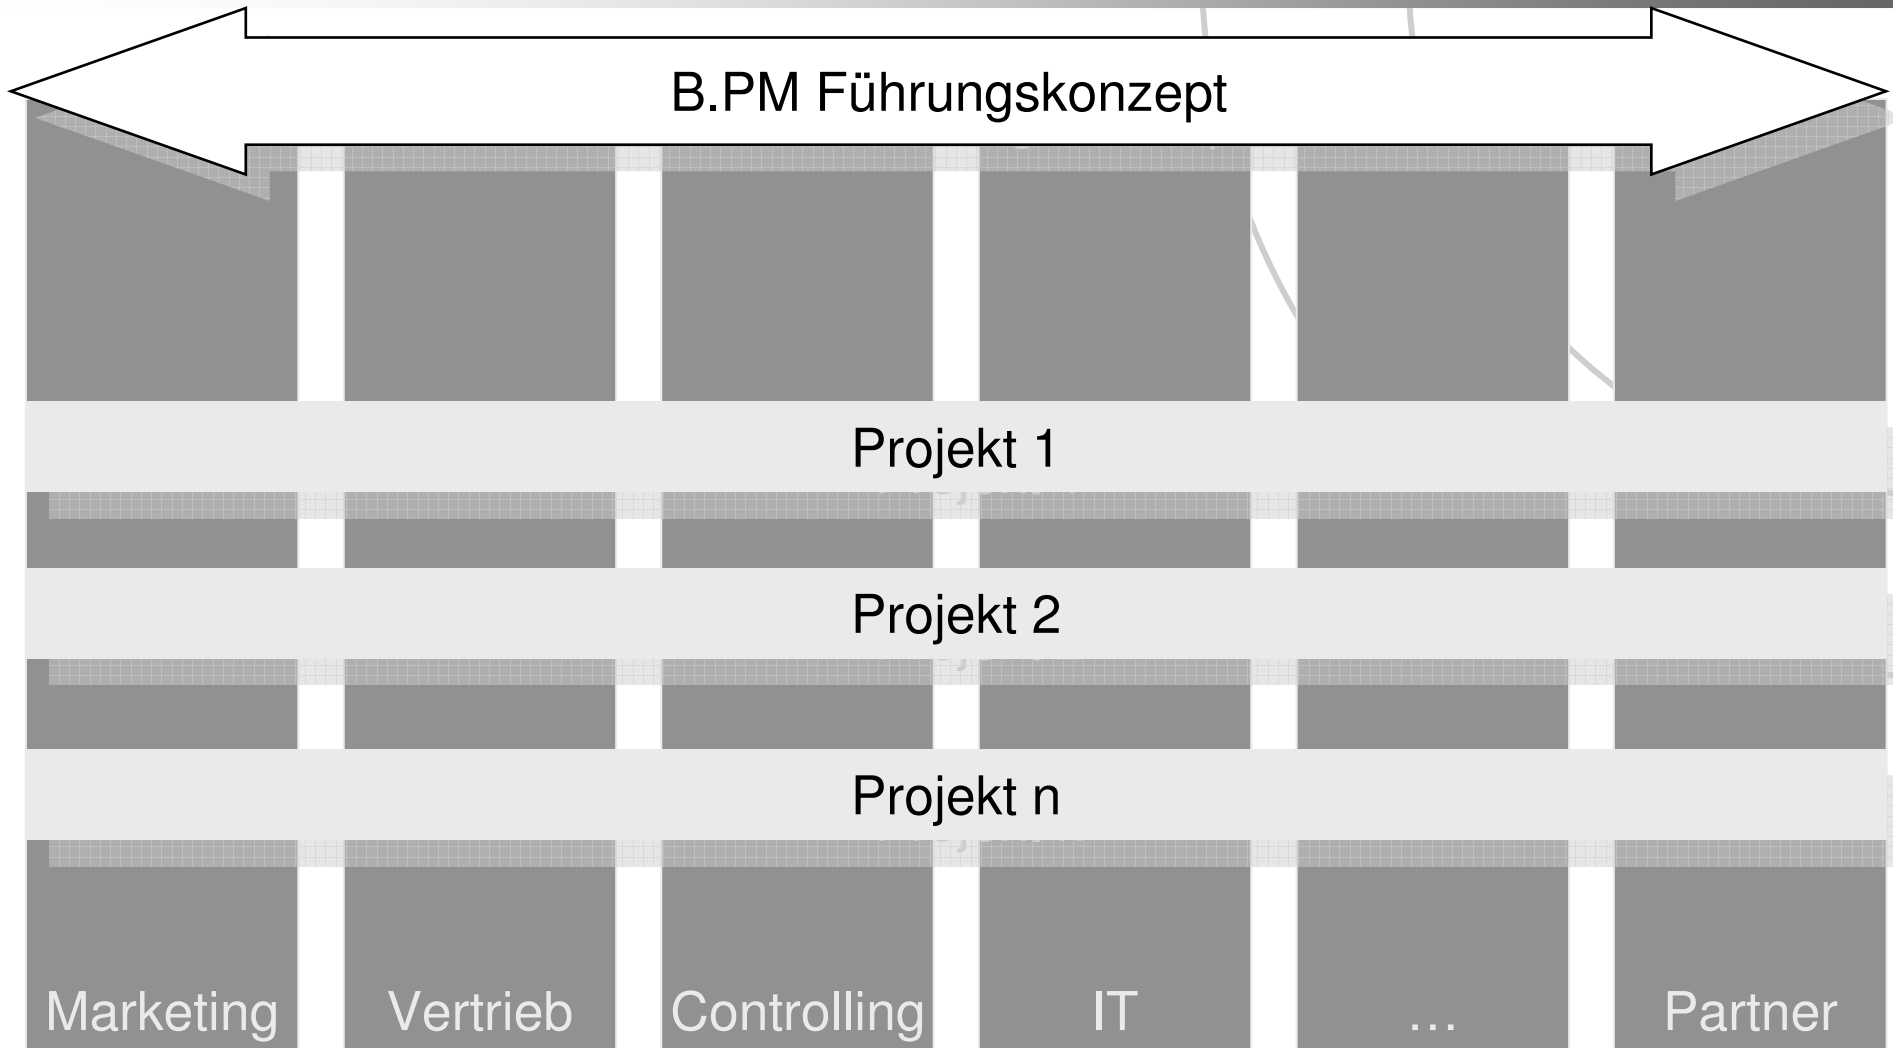 B.PM Führungskonzept
Projekt 1
Projekt 2
Projekt n
Marketing Vertrieb Controlling IT … Partner